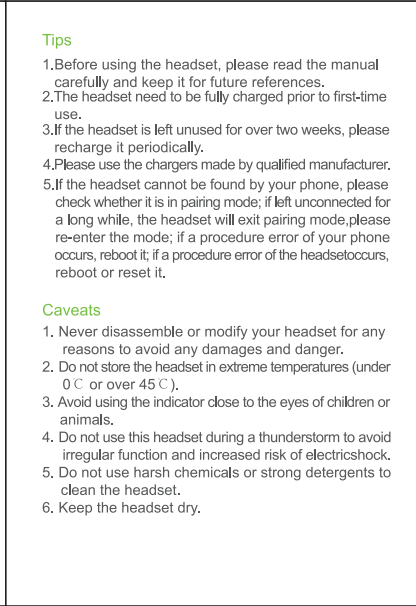 Tips
1.Before using the headset, please read the manual
carefully and keep it for future references.
2.The headset need to be fully charged prior to first-time
use.
3.If the headset is left unused for over two weeks, please
recharge it periodically.
4.Please use the chargers made by qualified manufacturer.
5.If the headset cannot be found by your phone, please
check whether it is in pairing mode; if left unconnected for
a long while, the headset will exit pairing mode,please
re-enter the mode; if a procedure error of your phone
occurs, reboot it; if a procedure error of the headsetoccurs,
reboot or reset it.
Caveats
1. Never disassemble or modify your headset for any
reasons to avoid any damages and danger.
2. Do not store the headset in extreme temperatures (under
0℃ or over 45℃).
3. Avoid using the indicator close to the eyes of children or
animals.
4. Do not use this headset during a thunderstorm to avoid
irregular function and increased risk of electricshock.
5. Do not use harsh chemicals or strong detergents to
clean the headset.
6. Keep the headset dry.